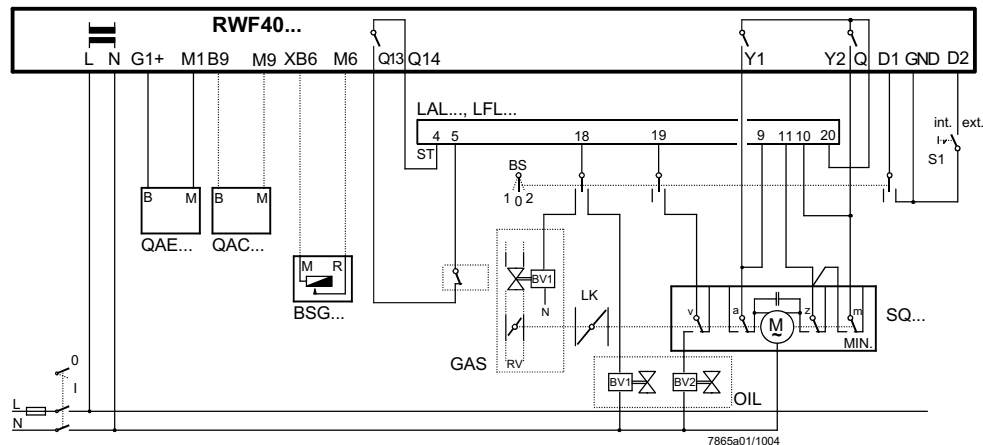 RWF40...
L N G1+ M1 B9 M9 XB6 M6 Q13 Q14 Y1 Y2 Q D1 GND D2
LAL..., LFL...
int. ext.
4 5 18 19 9 11 10 20
ST
S1
BS
1 0 2
I I I
B M B M
QAE... QAC...
M R
BSG...
BV1
N
LK
v a z m
M
~
SQ...
MIN.
GAS
RV
0
I
BV1 BV2
OIL
L
N
7865a01/1004